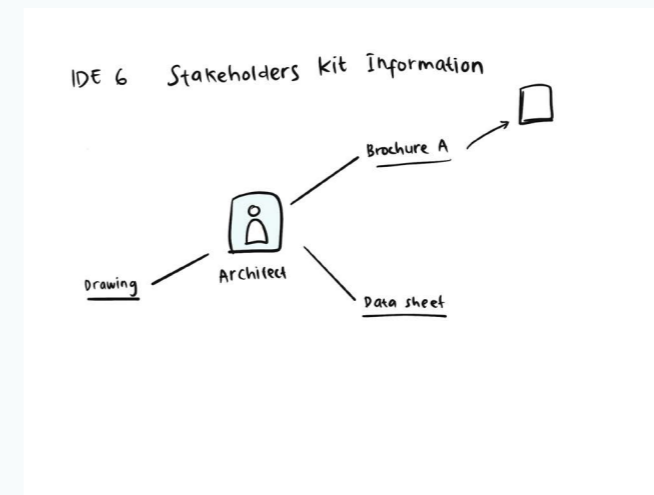 IDE 6 Stakeholders kit Information
Brochure A
Architect
Drawing
Data sheet